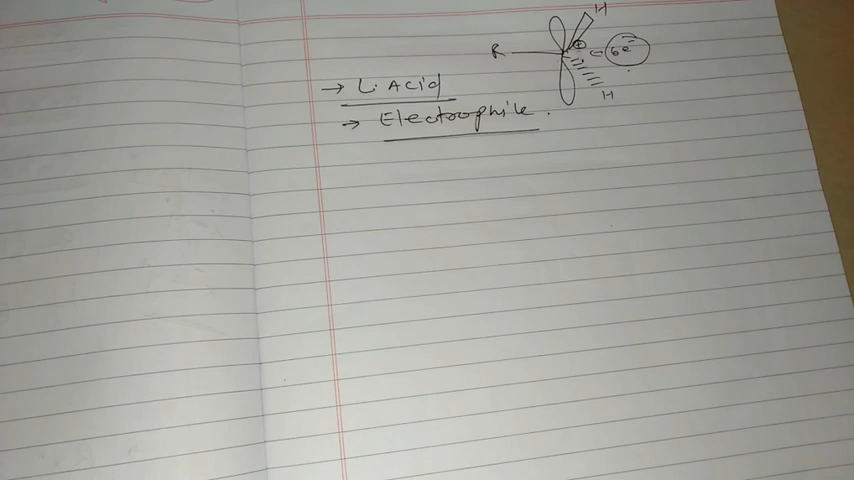 H
R ⊕ 6e⁻
H
→ L. Acid
→ Electrophile.